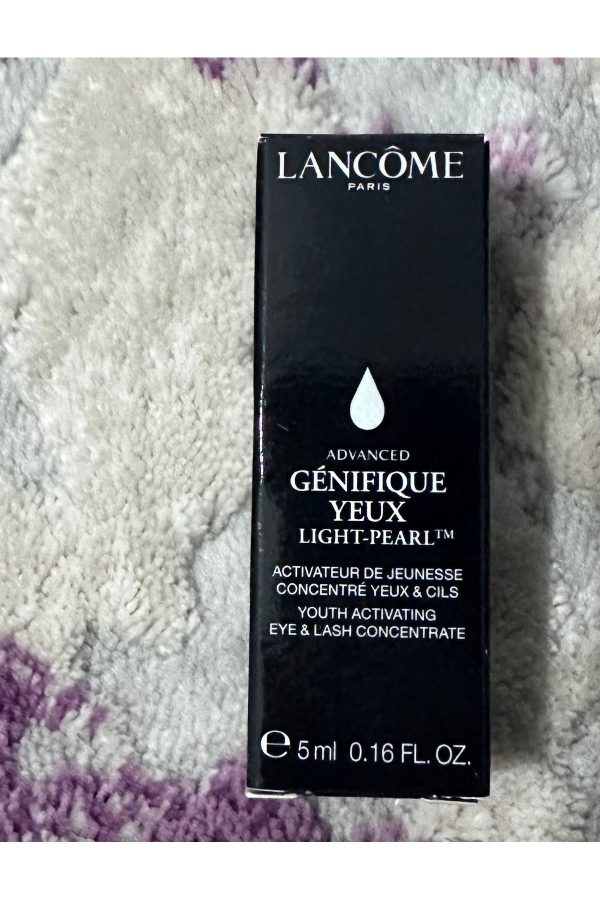 LANCÔME
PARIS
ADVANCED
GÉNIFIQUE
YEUX
LIGHT-PEARL™
ACTIVATEUR DE JEUNESSE
CONCENTRÉ YEUX & CILS
YOUTH ACTIVATING
EYE & LASH CONCENTRATE
℮ 5 ml 0.16 FL. OZ.